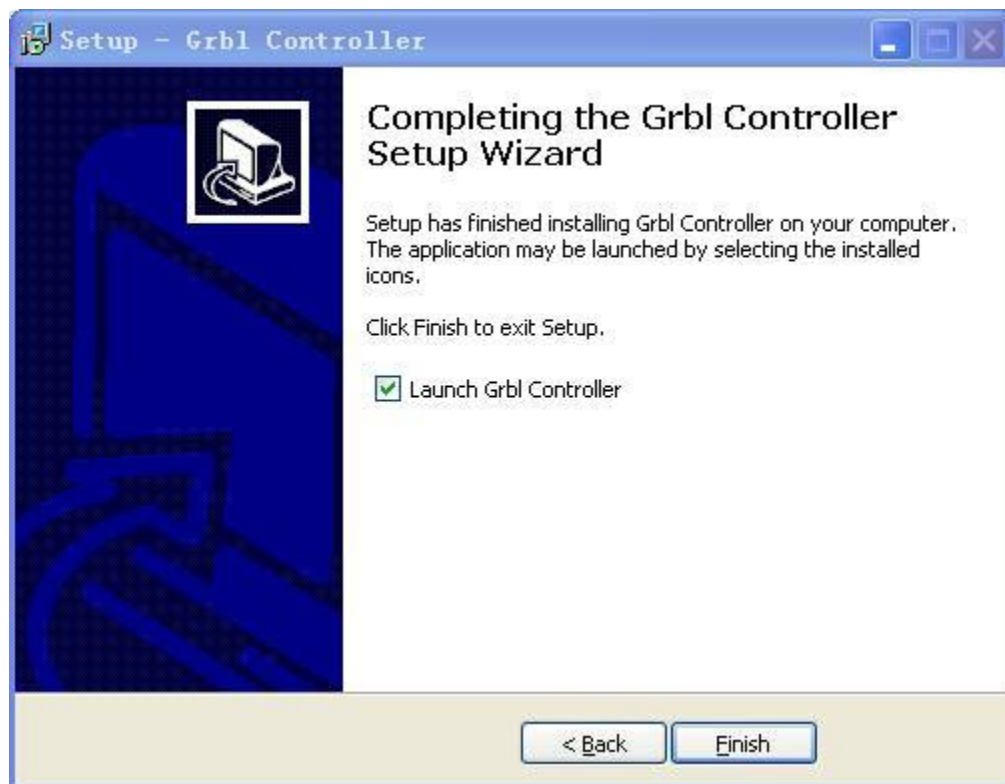 Setup - Grbl Controller
Completing the Grbl Controller
Setup Wizard
Setup has finished installing Grbl Controller on your computer.
The application may be launched by selecting the installed
icons.
Click Finish to exit Setup.
Launch Grbl Controller
< Back
Finish